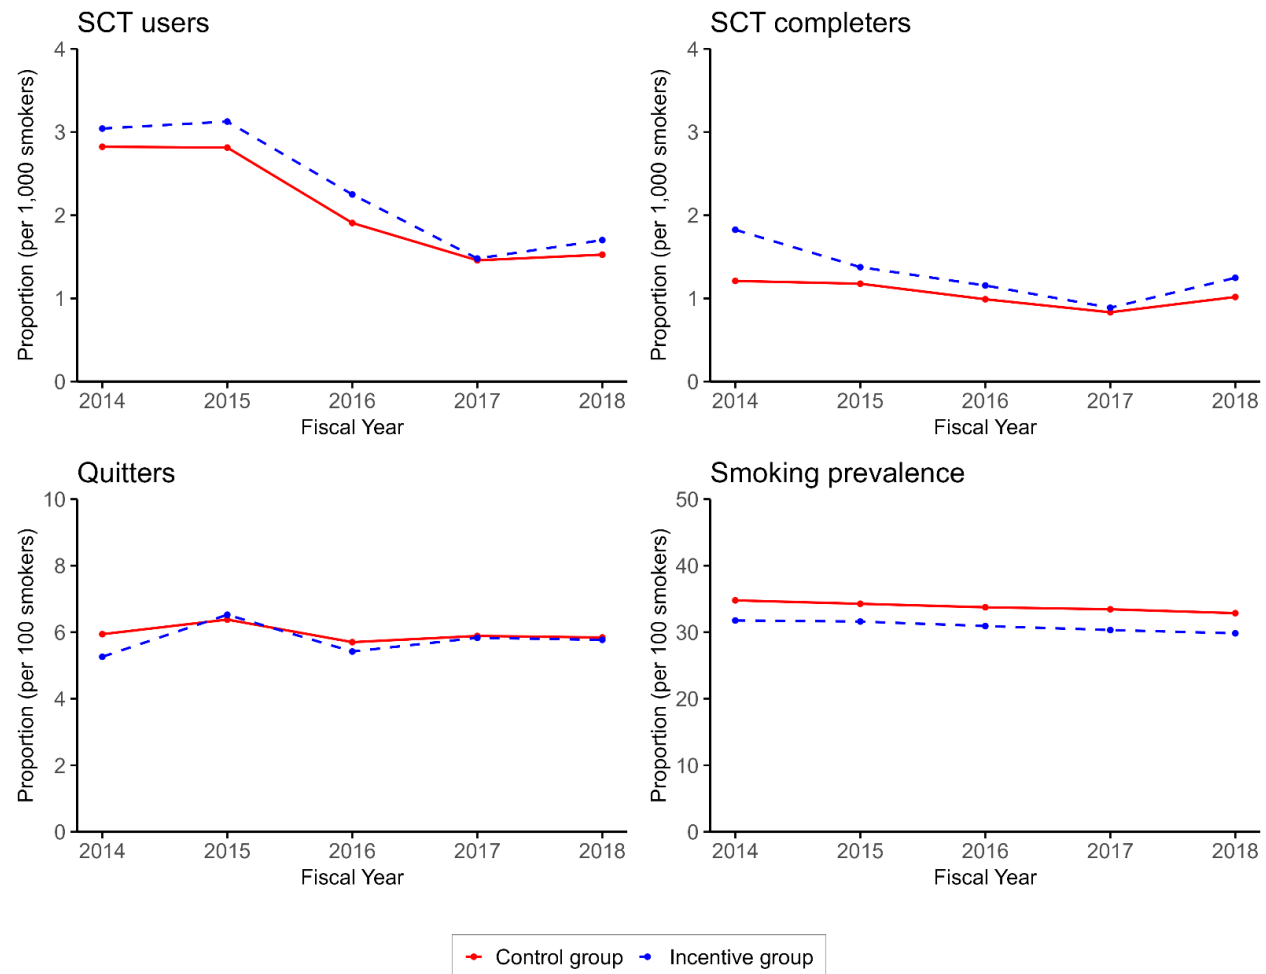 SCT users
4
3
2
1
0
Proportion (per 1,000 smokers)
2014 2015 2016 2017 2018
Fiscal Year
SCT completers
4
3
2
1
0
Proportion (per 1,000 smokers)
2014 2015 2016 2017 2018
Fiscal Year
Quitters
10
8
6
4
2
0
Proportion (per 100 smokers)
2014 2015 2016 2017 2018
Fiscal Year
Smoking prevalence
50
40
30
20
10
0
Proportion (per 100 smokers)
2014 2015 2016 2017 2018
Fiscal Year
Control group Incentive group